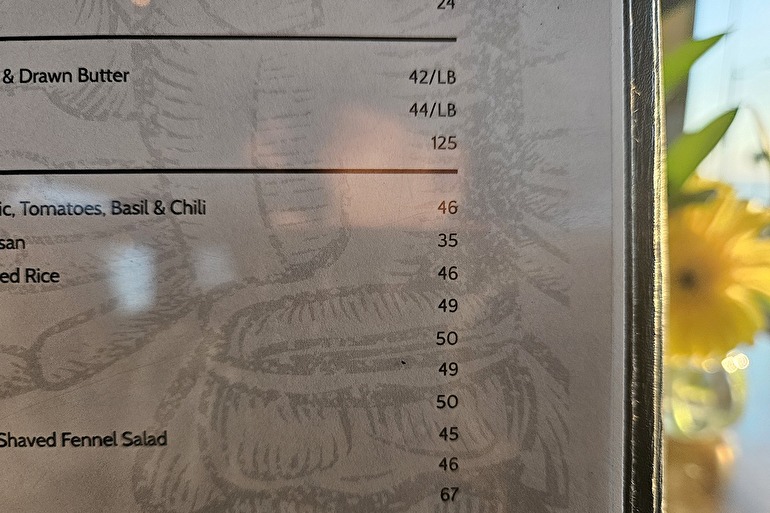 24
& Drawn Butter 42/LB
44/LB
125
ic, Tomatoes, Basil & Chili 46
san 35
ed Rice 46
49
50
49
50
Shaved Fennel Salad 45
46
67